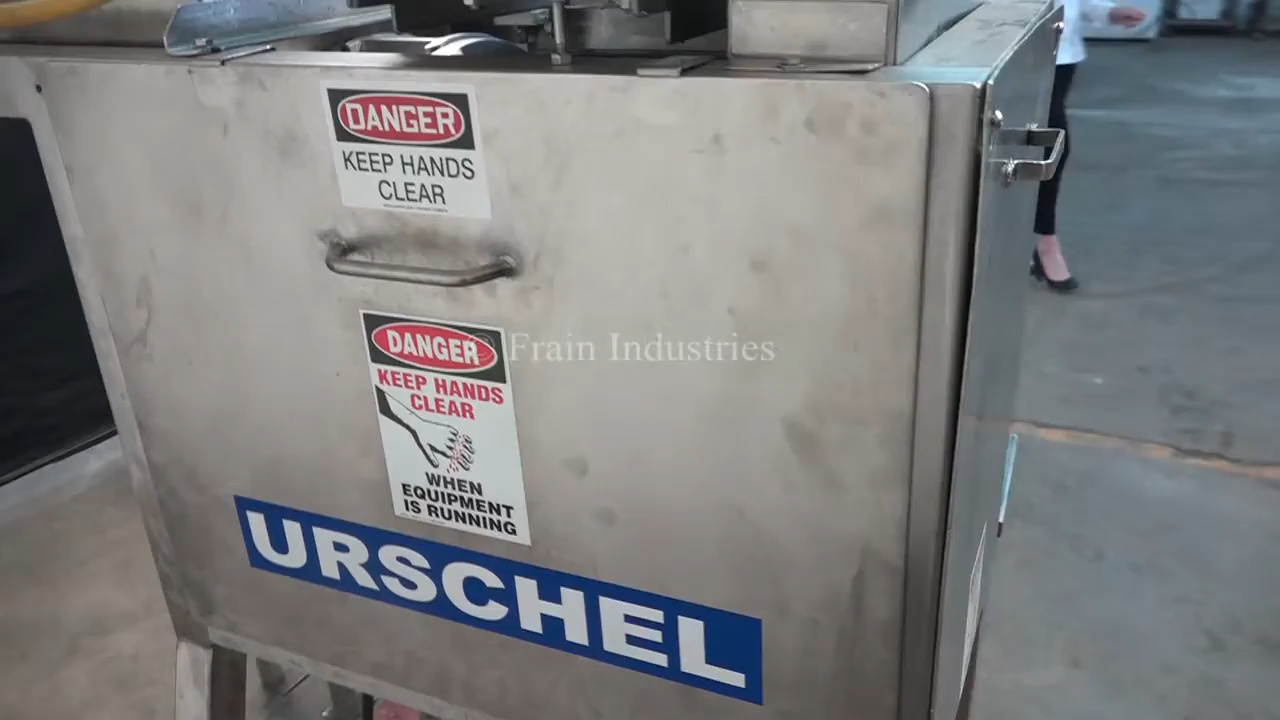 DANGER
KEEP HANDS
CLEAR
DANGER
© Frain Industries
KEEP HANDS
CLEAR
WHEN
EQUIPMENT
IS RUNNING
URSCHEL